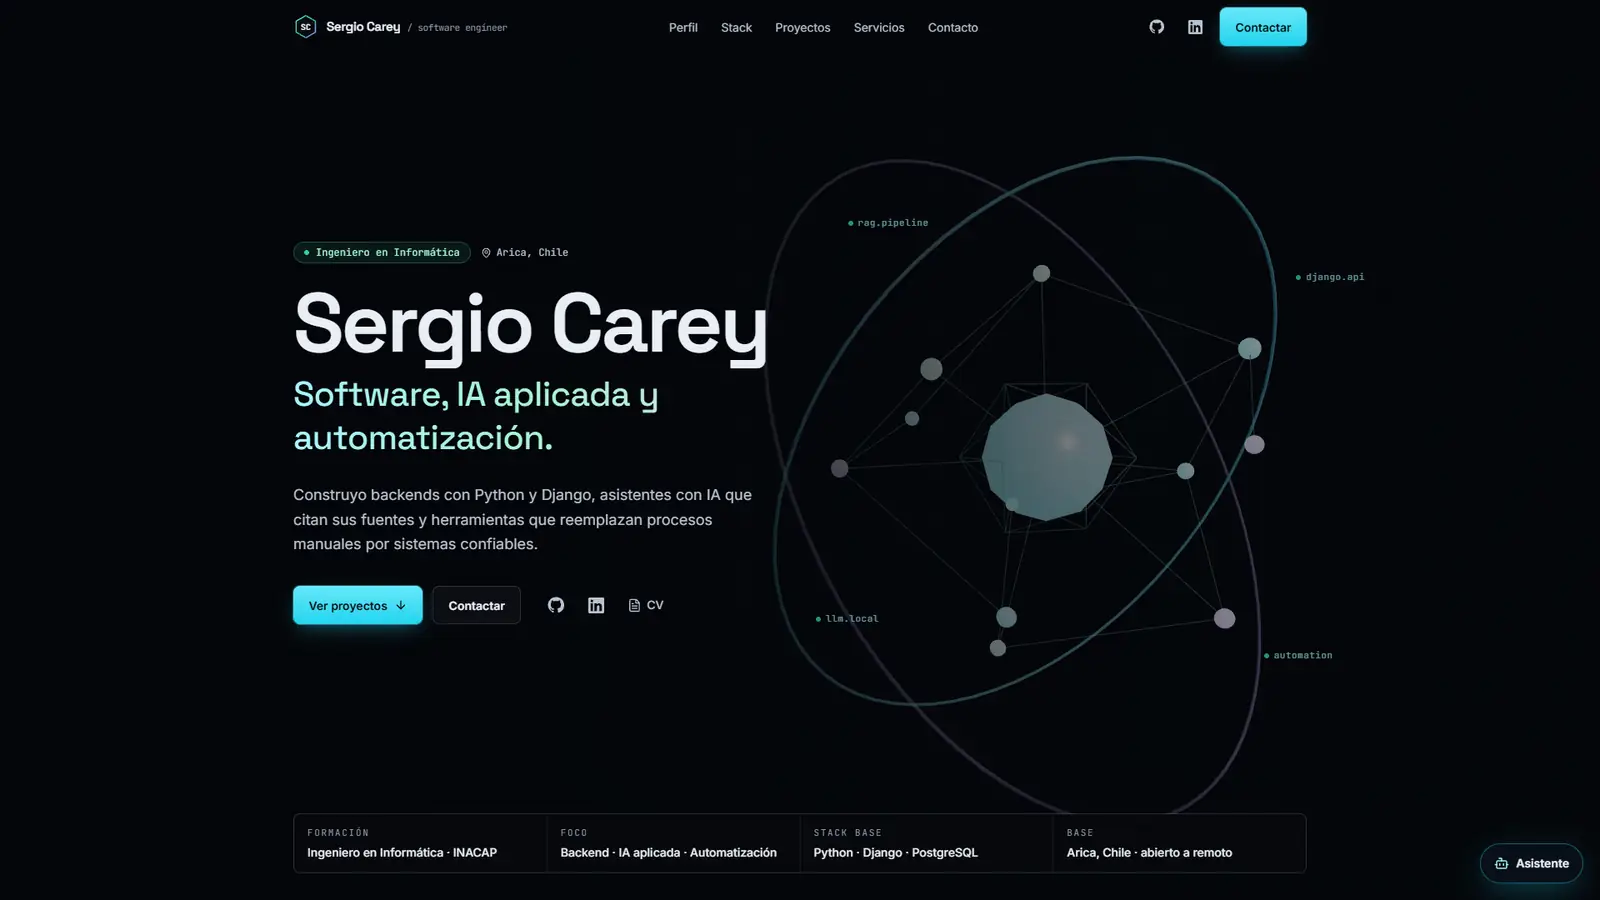 SC Sergio Carey / software engineer
Perfil Stack Proyectos Servicios Contacto
Contactar
rag.pipeline
django.api
Ingeniero en Informática Arica, Chile
Sergio Carey
Software, IA aplicada y
automatización.
Construyo backends con Python y Django, asistentes con IA que
citan sus fuentes y herramientas que reemplazan procesos
manuales por sistemas confiables.
Ver proyectos ↓ Contactar CV
llm.local
automation
FORMACIÓN
Ingeniero en Informática · INACAP
FOCO
Backend · IA aplicada · Automatización
STACK BASE
Python · Django · PostgreSQL
BASE
Arica, Chile · abierto a remoto
Asistente